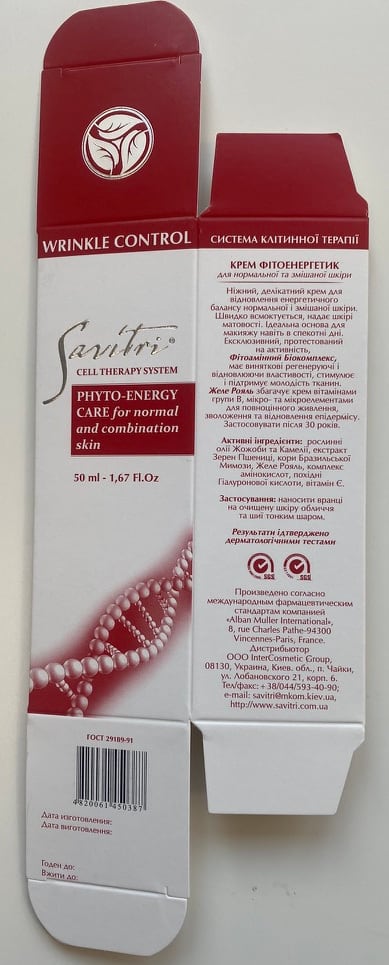 WRINKLE CONTROL
Savitri®
CELL THERAPY SYSTEM
PHYTO-ENERGY
CARE for normal
and combination
skin
50 ml - 1,67 Fl.Oz
ГОСТ 29189-91
4820061450387
Дата изготовления:
Дата виготовлення:
Годен до:
Вжити до:
СИСТЕМА КЛІТИННОЇ ТЕРАПІЇ
КРЕМ ФІТОЕНЕРГЕТИК
для нормальної та змішаної шкіри
Ніжний, делікатний крем для
відновлення енергетичного
балансу нормальної і змішаної шкіри.
Швидко всмоктується, надає шкірі
матовості. Ідеальна основа для
макияжу навіть в спекотні дні.
Ексклюзивний, протестований
на активність,
Фітоамінний Біокомплекс,
має виняткові регенеруючі і
відновлюючи властивості, стимулює
і підтримує молодість тканин.
Желе Рояль збагачує крем вітамінами
групи В, мікро- та мікроелементами
для повноцінного живлення,
зволоження та відновлення епідермісу.
Застосовувати після 30 років.
Активні інгредієнти: рослинні
олії Жожоби та Камелії, екстракт
Зерен Пшениці, кори Бразильської
Мимози, Желе Рояль, комплекс
амінокислот, похідні
Гіалуронової кислоти, вітамін Є.
Застосування: наносити вранці
на очищену шкіру обличчя
та шиї тонким шаром.
Результати підтверджено
дерматологічними тестами
SGS SGS
Произведено согласно
международным фармацевтическим
стандартам компанией
«Alban Muller International»,
8, rue Charles Pathe-94300
Vincennes-Paris, France.
Дистрибьютор
ООО InterCosmetic Group,
08130, Украина, Киев. обл., п. Чайки,
ул. Лобановского 21, корп. 6.
Тел/факс:+38/044/593-40-90;
e-mail: savitri@mkom.kiev.ua,
http://www.savitri.com.ua